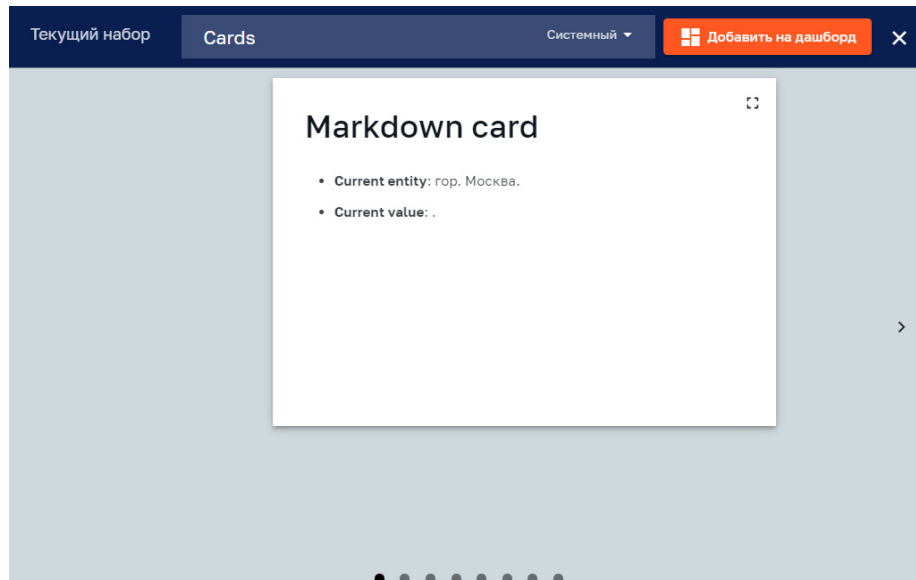 Текущий набор
Cards
Системный
Добавить на дашборд
Markdown card
• Current entity: гор. Москва.
• Current value: .